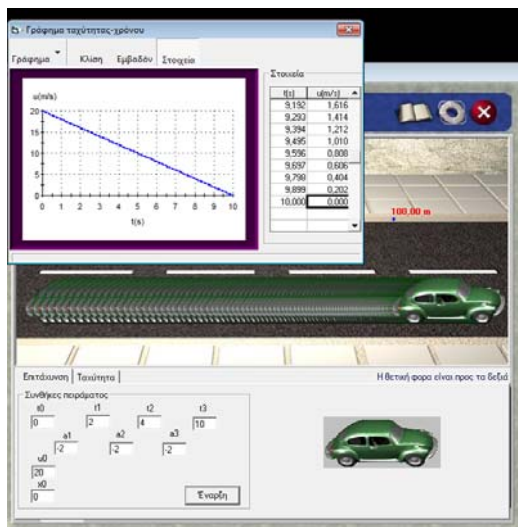 Γράφημα ταχύτητας-χρόνου
Γράφημα Κλίση Εμβαδόν Στοιχεία
u(m/s)
20
15
10
5
0
0 1 2 3 4 5 6 7 8 9 10
t(s)
Στοιχεία
t(s) u(m/s)
9,192 1,616
9,293 1,414
9,394 1,212
9,495 1,010
9,596 0,808
9,697 0,606
9,798 0,404
9,899 0,202
10,000 0,000
100,00 m
Επιτάχυνση Ταχύτητα
Η θετική φορα είναι προς τα δεξιά
Συνθήκες πειράματος
t0 t1 t2 t3
0 2 4 10
a1 a2 a3
-2 -2 -2
u0
20
x0
0
Έναρξη